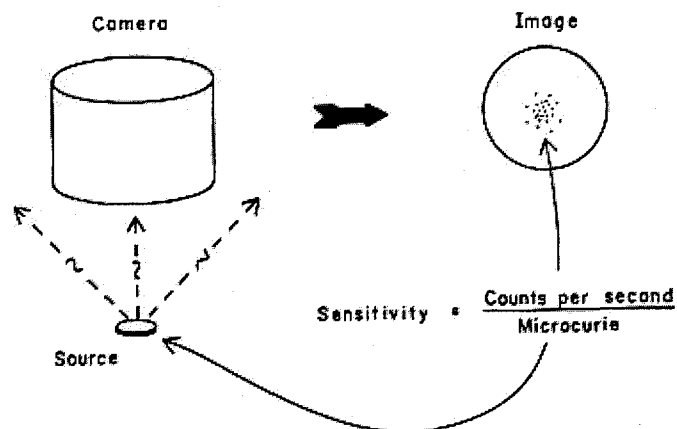 Camera
Image
Sensitivity = Counts per second
Microcurie
Source